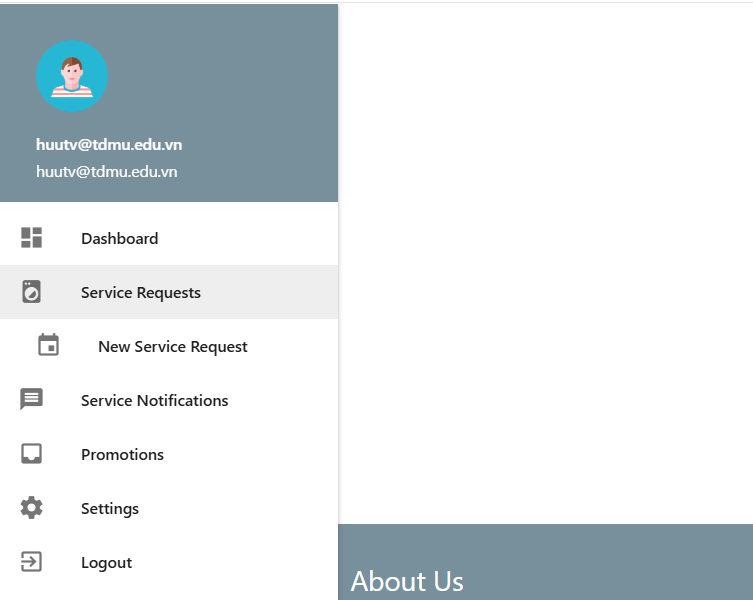 huutv@tdmu.edu.vn
huutv@tdmu.edu.vn
Dashboard
Service Requests
New Service Request
Service Notifications
Promotions
Settings
Logout
About Us